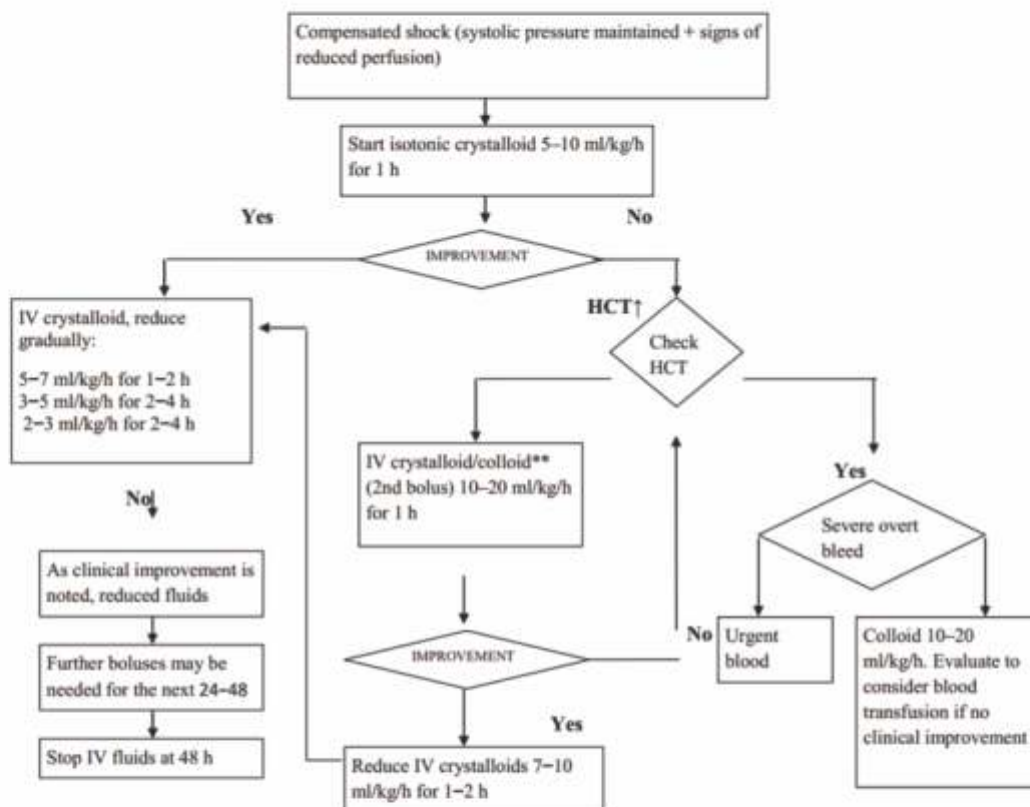 Compensated shock (systolic pressure maintained + signs of
reduced perfusion)
Start isotonic crystalloid 5–10 ml/kg/h
for 1 h
Yes
No
IMPROVEMENT
IV crystalloid, reduce
gradually:
5–7 ml/kg/h for 1–2 h
3–5 ml/kg/h for 2–4 h
2–3 ml/kg/h for 2–4 h
HCT↑
Check
HCT
IV crystalloid/colloid**
(2nd bolus) 10–20 ml/kg/h
for 1 h
Yes
Severe overt
bleed
No
As clinical improvement is
noted, reduced fluids
Further boluses may be
needed for the next 24–48
Stop IV fluids at 48 h
IMPROVEMENT
No
Urgent
blood
Colloid 10–20
ml/kg/h. Evaluate to
consider blood
transfusion if no
clinical improvement
Yes
Reduce IV crystalloids 7–10
ml/kg/h for 1–2 h